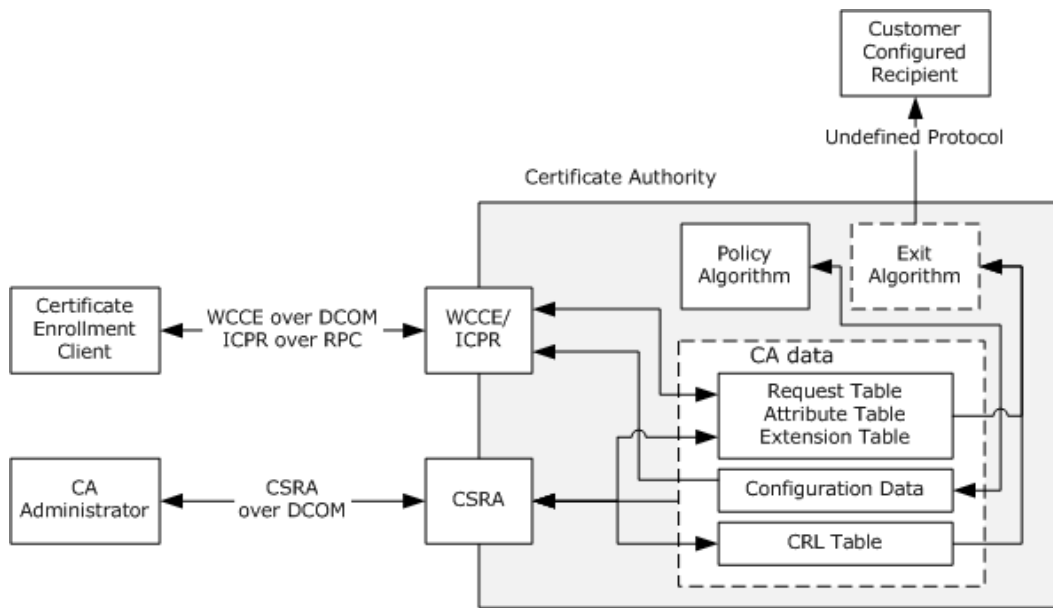 Customer
Configured
Recipient
Undefined Protocol
Certificate Authority
Policy
Algorithm
Exit
Algorithm
Certificate
Enrollment
Client
WCCE over DCOM
ICPR over RPC
WCCE/
ICPR
CA data
Request Table
Attribute Table
Extension Table
Configuration Data
CRL Table
CA
Administrator
CSRA
over DCOM
CSRA